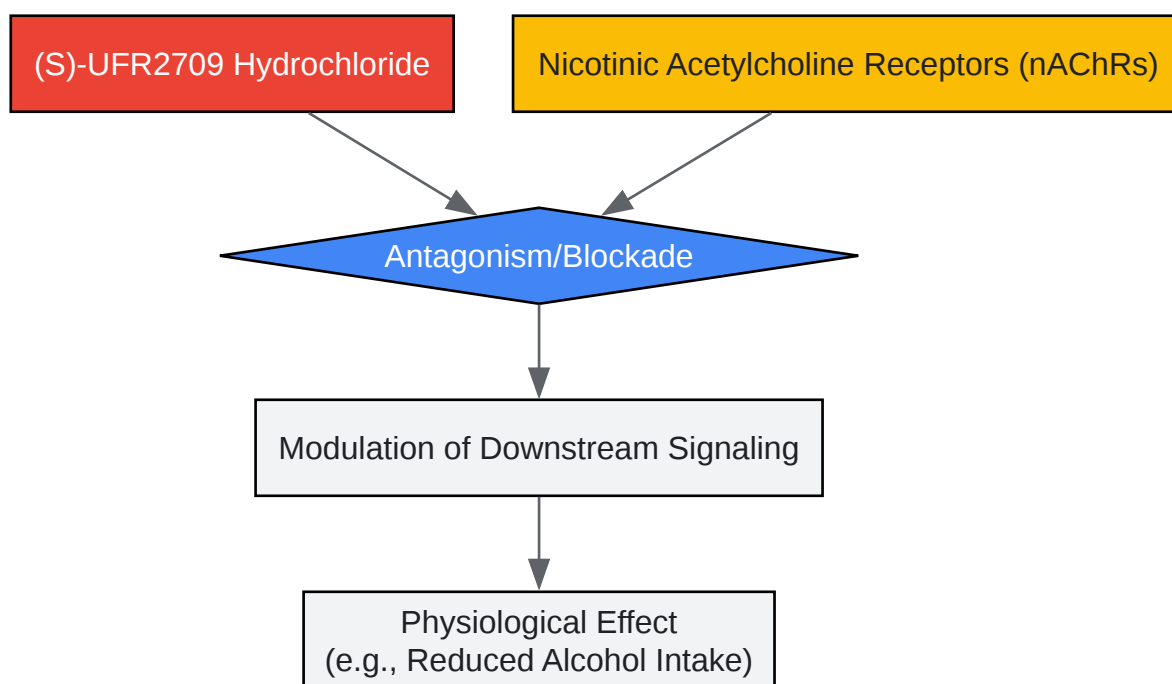 (S)-UFR2709 Hydrochloride
Nicotinic Acetylcholine Receptors (nAChRs)
Antagonism/Blockade
Modulation of Downstream Signaling
Physiological Effect
(e.g., Reduced Alcohol Intake)